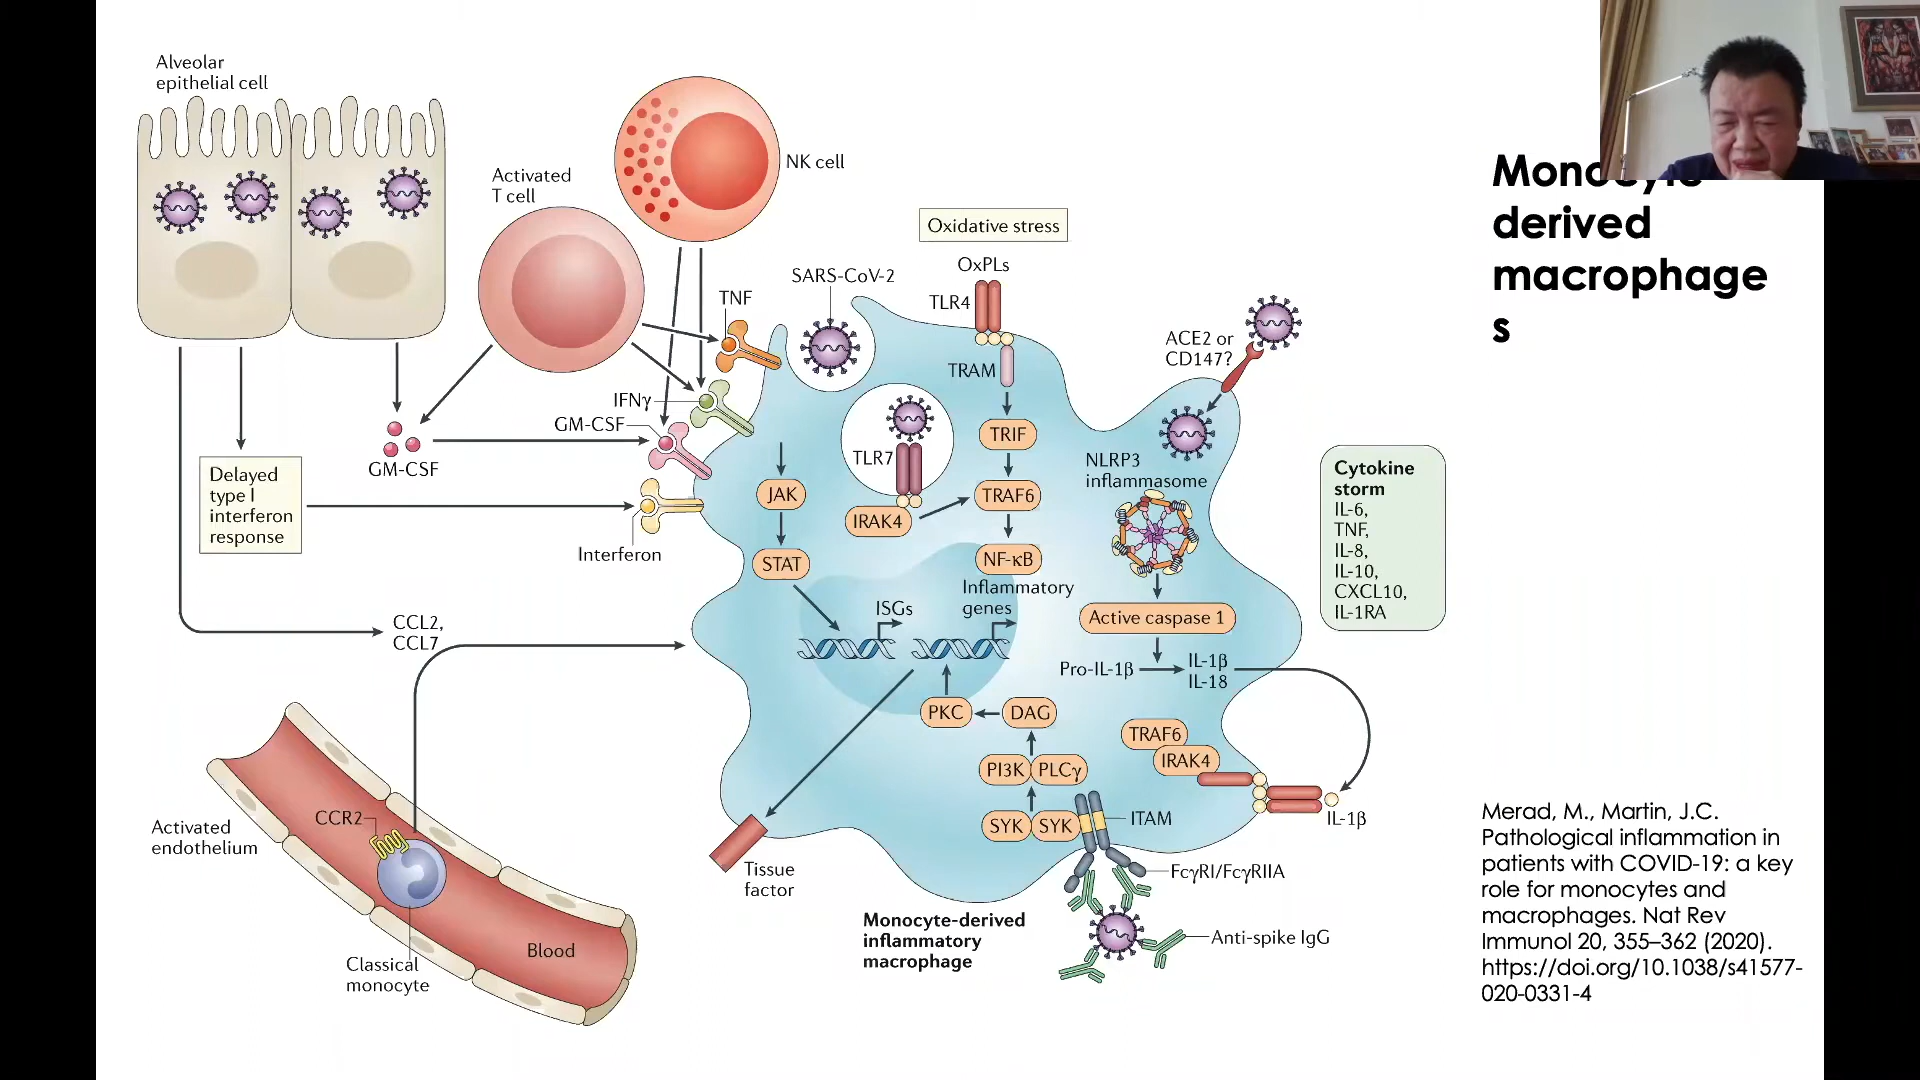 Alveolar
epithelial cell
Activated
T cell
NK cell
Oxidative stress
OxPLs
TLR4
SARS-CoV-2
TNF
TRAM
ACE2 or
CD147?
IFNγ
GM-CSF
GM-CSF
Delayed
type I
interferon
response
Interferon
JAK
STAT
ISGs
TLR7
IRAK4
TRIF
TRAF6
NF-κB
Inflammatory
genes
NLRP3
inflammasome
Active caspase 1
Pro-IL-1β
IL-1β
IL-18
Cytokine
storm
IL-6,
TNF,
IL-8,
IL-10,
CXCL10,
IL-1RA
CCL2,
CCL7
PKC
DAG
PI3K
PLCγ
SYK
SYK
ITAM
TRAF6
IRAK4
IL-1β
FcγRI/FcγRIIA
Anti-spike IgG
Tissue
factor
Monocyte-derived
inflammatory
macrophage
Activated
endothelium
CCR2
Blood
Classical
monocyte
Monocyte-
derived
macrophage
s
Merad, M., Martin, J.C.
Pathological inflammation in
patients with COVID-19: a key
role for monocytes and
macrophages. Nat Rev
Immunol 20, 355–362 (2020).
https://doi.org/10.1038/s41577-
020-0331-4